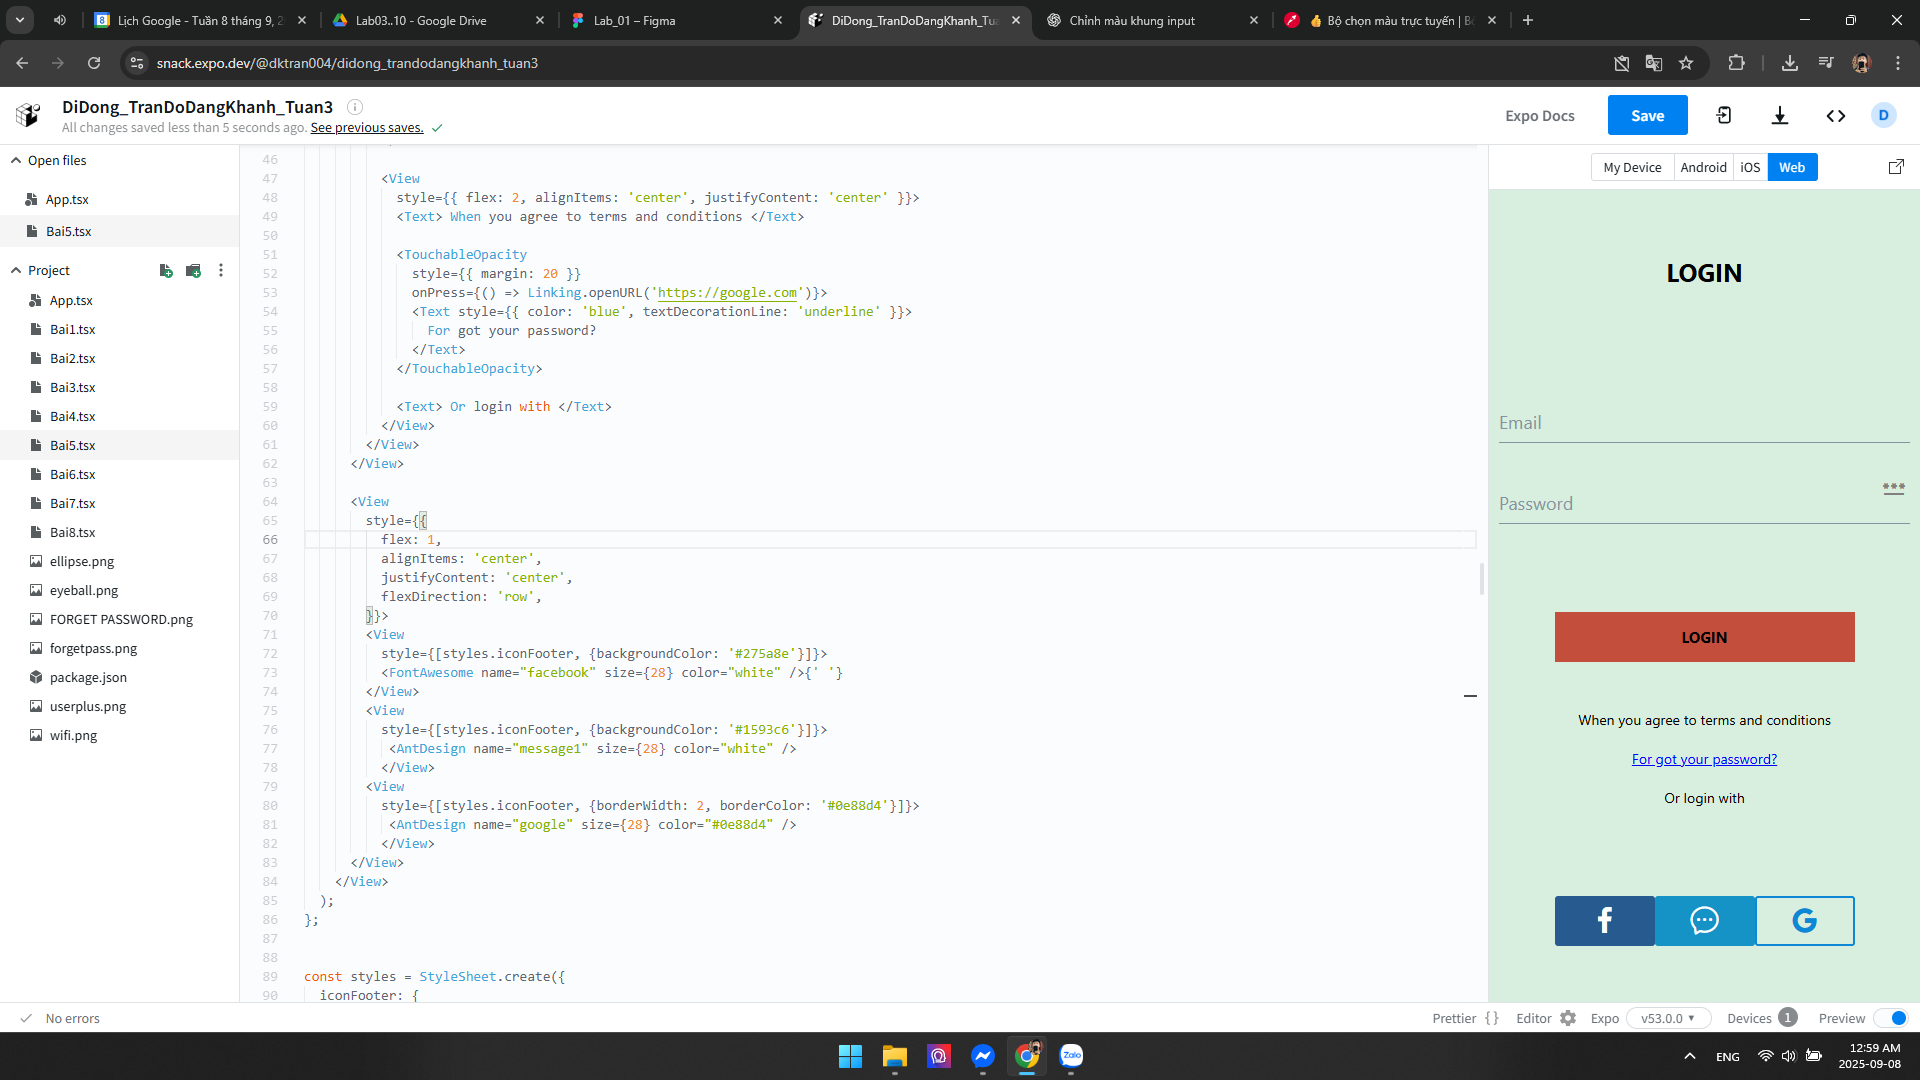 Lịch Google - Tuần 8 tháng 9, 2
Lab03..10 - Google Drive
Lab_01 – Figma
DiDong_TranDoDangKhanh_Tua
Chỉnh màu khung input
👍 Bộ chọn màu trực tuyến | Bộ
snack.expo.dev/@dktran004/didong_trandodangkhanh_tuan3
DiDong_TranDoDangKhanh_Tuan3
All changes saved less than 5 seconds ago. See previous saves.
Expo Docs
Save
D
Open files
App.tsx
Bai5.tsx
Project
App.tsx
Bai1.tsx
Bai2.tsx
Bai3.tsx
Bai4.tsx
Bai5.tsx
Bai6.tsx
Bai7.tsx
Bai8.tsx
ellipse.png
eyeball.png
FORGET PASSWORD.png
forgetpass.png
package.json
userplus.png
wifi.png
46
47 <View
48 style={{ flex: 2, alignItems: 'center', justifyContent: 'center' }}>
49 <Text> When you agree to terms and conditions </Text>
50
51 <TouchableOpacity
52 style={{ margin: 20 }}
53 onPress={() => Linking.openURL('https://google.com')}>
54 <Text style={{ color: 'blue', textDecorationLine: 'underline' }}>
55 For got your password?
56 </Text>
57 </TouchableOpacity>
58
59 <Text> Or login with </Text>
60 </View>
61 </View>
62 </View>
63
64 <View
65 style={{
66 flex: 1,
67 alignItems: 'center',
68 justifyContent: 'center',
69 flexDirection: 'row',
70 }}>
71 <View
72 style={[styles.iconFooter, {backgroundColor: '#275a8e'}]}>
73 <FontAwesome name="facebook" size={28} color="white" />{' '}
74 </View>
75 <View
76 style={[styles.iconFooter, {backgroundColor: '#1593c6'}]}>
77 <AntDesign name="message1" size={28} color="white" />
78 </View>
79 <View
80 style={[styles.iconFooter, {borderWidth: 2, borderColor: '#0e88d4'}]}>
81 <AntDesign name="google" size={28} color="#0e88d4" />
82 </View>
83 </View>
84 </View>
85 );
86 };
87
88
89 const styles = StyleSheet.create({
90 iconFooter: {
My Device
Android
iOS
Web
LOGIN
Email
Password
***
LOGIN
When you agree to terms and conditions
For got your password?
Or login with
No errors
Prettier { }
Editor
Expo
v53.0.0
Devices 1
Preview
Zalo
ENG
12:59 AM
2025-09-08